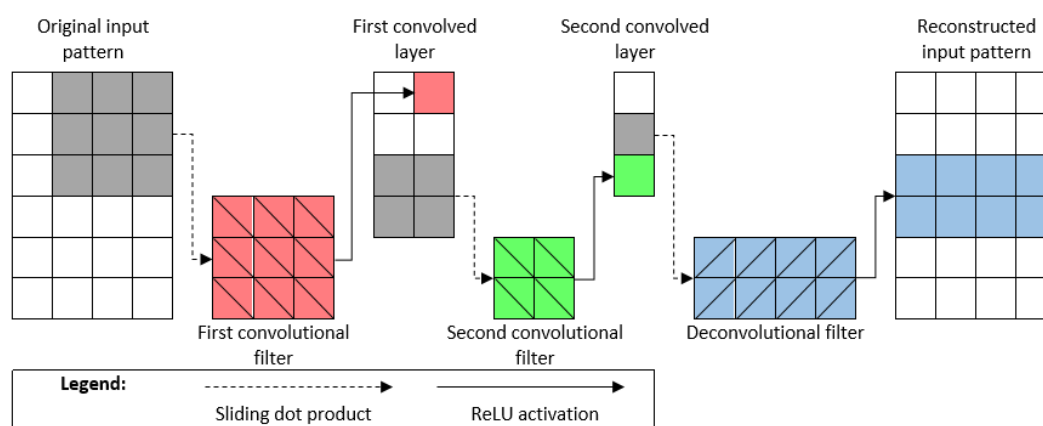 Original input
pattern
First convolved
layer
Second convolved
layer
Reconstructed
input pattern
First convolutional
filter
Second convolutional
filter
Deconvolutional filter
Legend:
Sliding dot product
ReLU activation